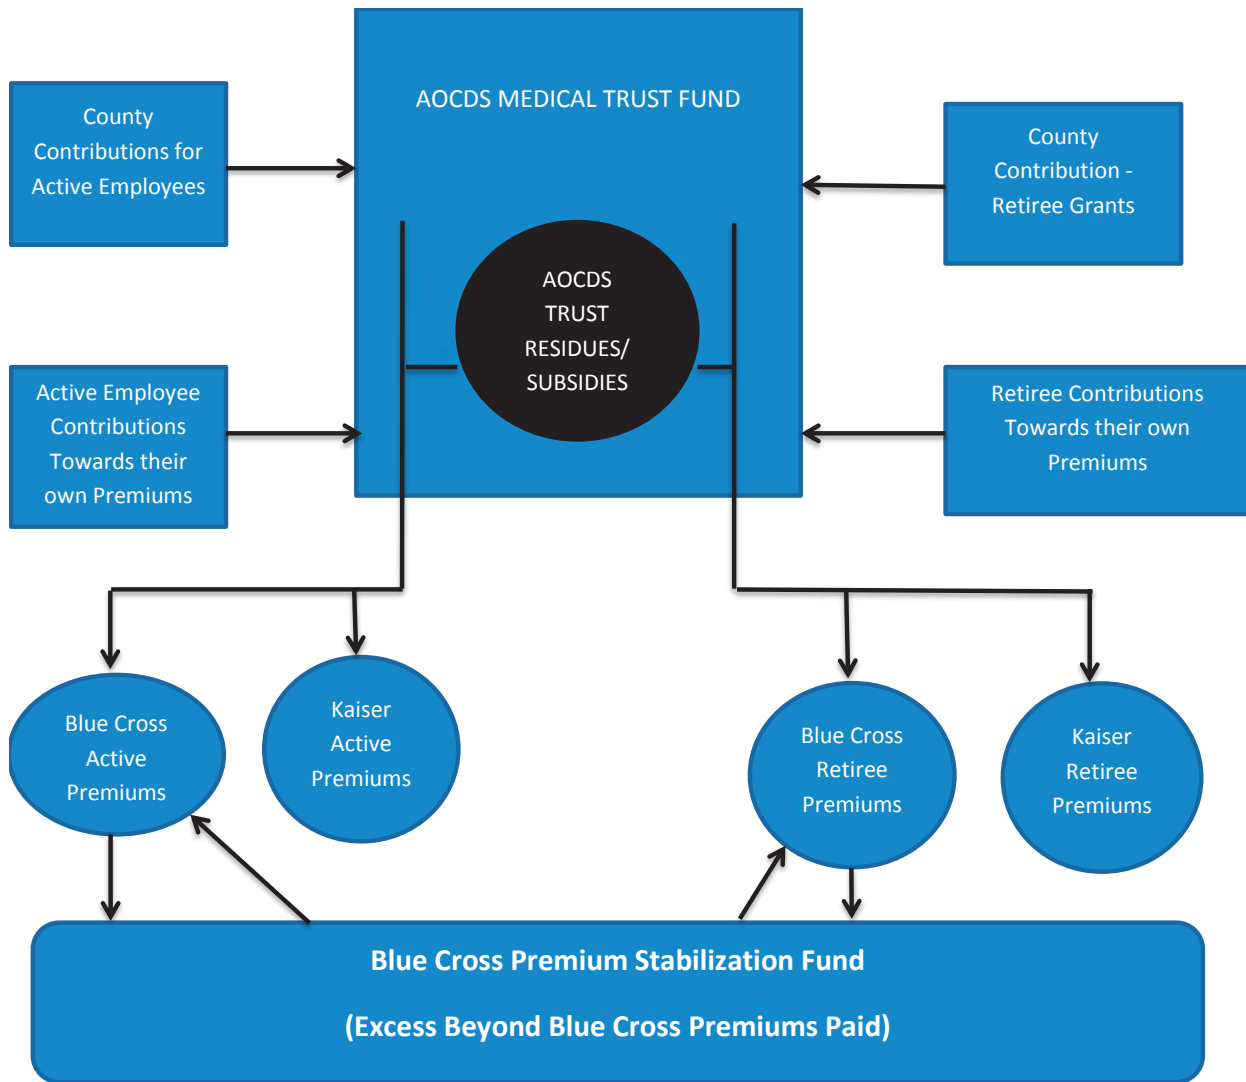 AOCDS MEDICAL TRUST FUND
County
Contributions for
Active Employees
County
Contribution -
Retiree Grants
AOCDS
TRUST
RESIDUES/
SUBSIDIES
Active Employee
Contributions
Towards their
own Premiums
Retiree Contributions
Towards their own
Premiums
Blue Cross
Active
Premiums
Kaiser
Active
Premiums
Blue Cross
Retiree
Premiums
Kaiser
Retiree
Premiums
Blue Cross Premium Stabilization Fund
(Excess Beyond Blue Cross Premiums Paid)